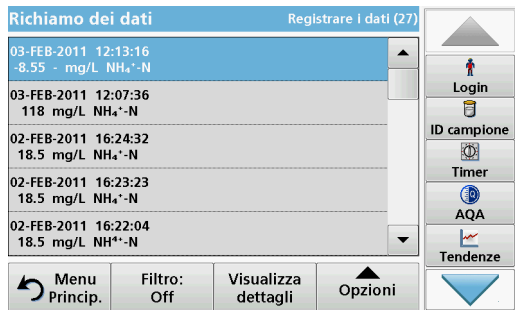 Richiamo dei dati
Registrare i dati (27)
03-FEB-2011 12:13:16
-8.55 - mg/L NH₄⁺-N
03-FEB-2011 12:07:36
118 mg/L NH₄⁺-N
02-FEB-2011 16:24:32
18.5 mg/L NH₄⁺-N
02-FEB-2011 16:23:23
18.5 mg/L NH₄⁺-N
02-FEB-2011 16:22:04
18.5 mg/L NH⁴⁺-N
Login
ID campione
Timer
AQA
Tendenze
Menu
Princip.
Filtro:
Off
Visualizza
dettagli
Opzioni